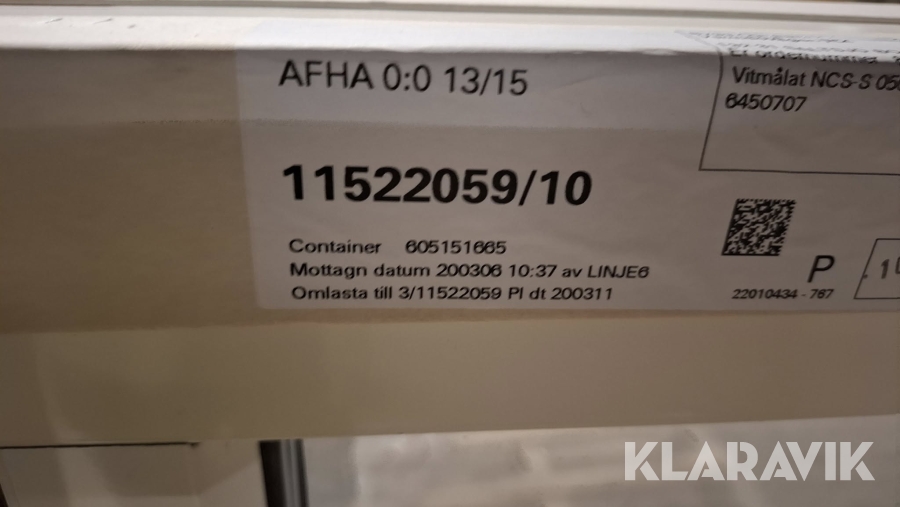 AFHA 0:0 13/15
Vitmålat NCS-S
6450707
11522059/10
Container 605151665
Mottagn datum 200306 10:37 av LINJE6
Omlasta till 3/11522059 Pl dt 200311
P
22010434 - 767
KLARAVIK